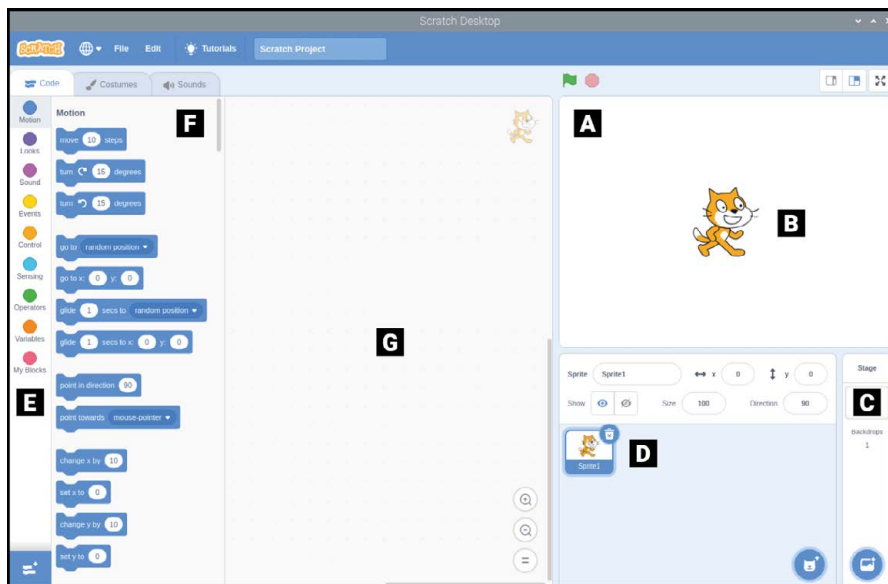 Scratch Desktop
SCRATCH File Edit Tutorials Scratch Project
Code Costumes Sounds
Motion
Looks
Sound
Events
Control
Sensing
Operators
Variables
My Blocks
E
Motion
F
move 10 steps
turn 15 degrees
turn 15 degrees
go to random position
go to x: 0 y: 0
glide 1 secs to random position
glide 1 secs to x: 0 y: 0
point in direction 90
point towards mouse-pointer
change x by 10
set x to 0
change y by 10
set y to 0
G
A
B
Sprite Sprite1 x 0 y 0
Show Size 100 Direction 90
Sprite1
D
Stage
C
Backdrops
1